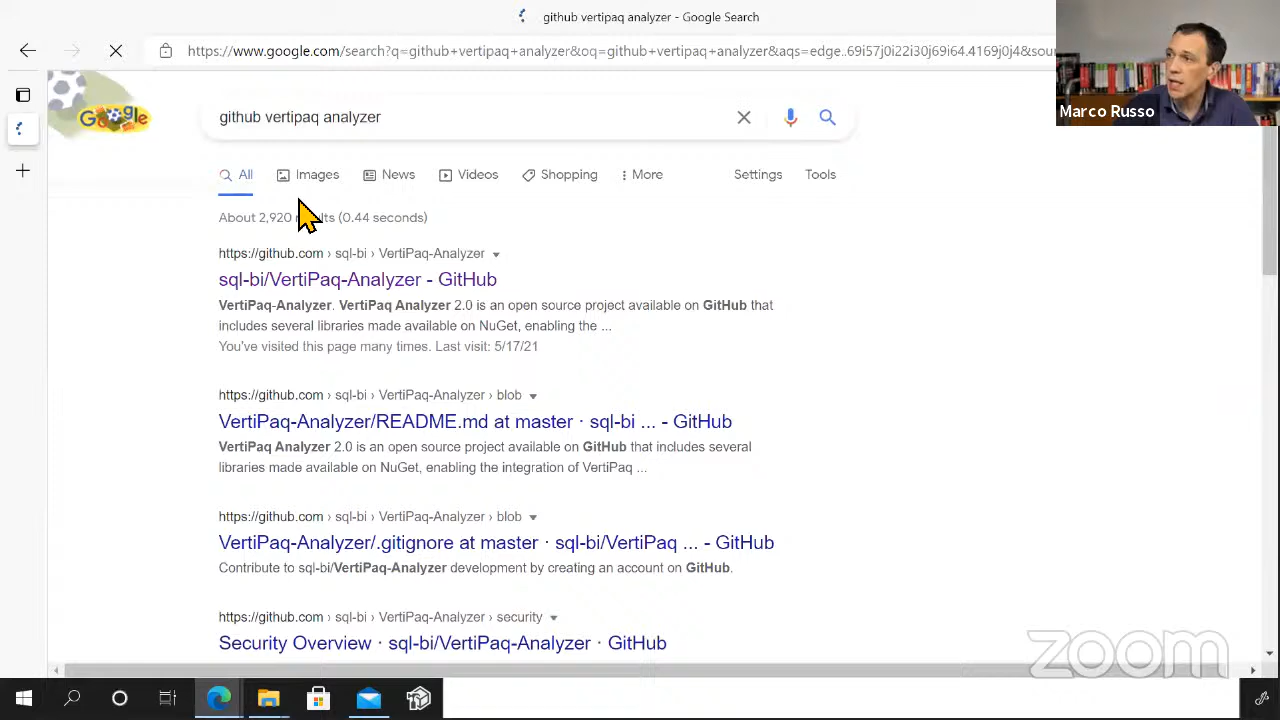 github vertipaq analyzer - Google Search
https://www.google.com/search?q=github+vertipaq+analyzer&oq=github+vertipaq+analyzer&aqs=edge..69i57j0i22i30j69i64.4169j0j4&sou
Marco Russo
Google
github vertipaq analyzer
All Images News Videos Shopping More Settings Tools
About 2,920 (0.44 seconds)
https://github.com › sql-bi › VertiPaq-Analyzer
sql-bi/VertiPaq-Analyzer - GitHub
VertiPaq-Analyzer. VertiPaq Analyzer 2.0 is an open source project available on GitHub that
includes several libraries made available on NuGet, enabling the ...
You've visited this page many times. Last visit: 5/17/21
https://github.com › sql-bi › VertiPaq-Analyzer › blob
VertiPaq-Analyzer/README.md at master · sql-bi ... - GitHub
VertiPaq Analyzer 2.0 is an open source project available on GitHub that includes several
libraries made available on NuGet, enabling the integration of VertiPaq ...
https://github.com › sql-bi › VertiPaq-Analyzer › blob
VertiPaq-Analyzer/.gitignore at master · sql-bi/VertiPaq ... - GitHub
Contribute to sql-bi/VertiPaq-Analyzer development by creating an account on GitHub.
https://github.com › sql-bi › VertiPaq-Analyzer › security
Security Overview · sql-bi/VertiPaq-Analyzer · GitHub
zoom